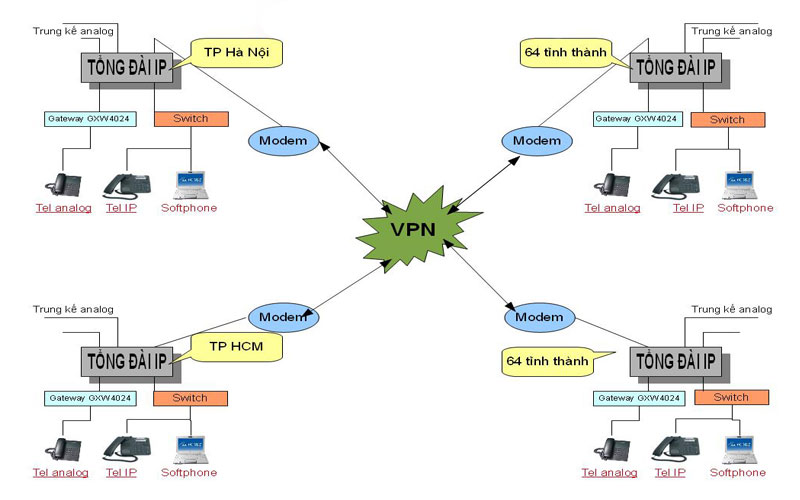 Trung kế analog
TP Hà Nội
TỔNG ĐÀI IP
Gateway GXW4024
Switch
Modem
Tel analog
Tel IP
Softphone
64 tỉnh thành
Trung kế analog
TỔNG ĐÀI IP
Modem
Gateway GXW4024
Switch
Tel analog
Tel IP
Softphone
VPN
Trung kế analog
Modem
TP HCM
TỔNG ĐÀI IP
Gateway GXW4024
Switch
Tel analog
Tel IP
Softphone
Trung kế analog
Modem
64 tỉnh thành
TỔNG ĐÀI IP
Gateway GXW4024
Switch
Tel analog
Tel IP
Softphone